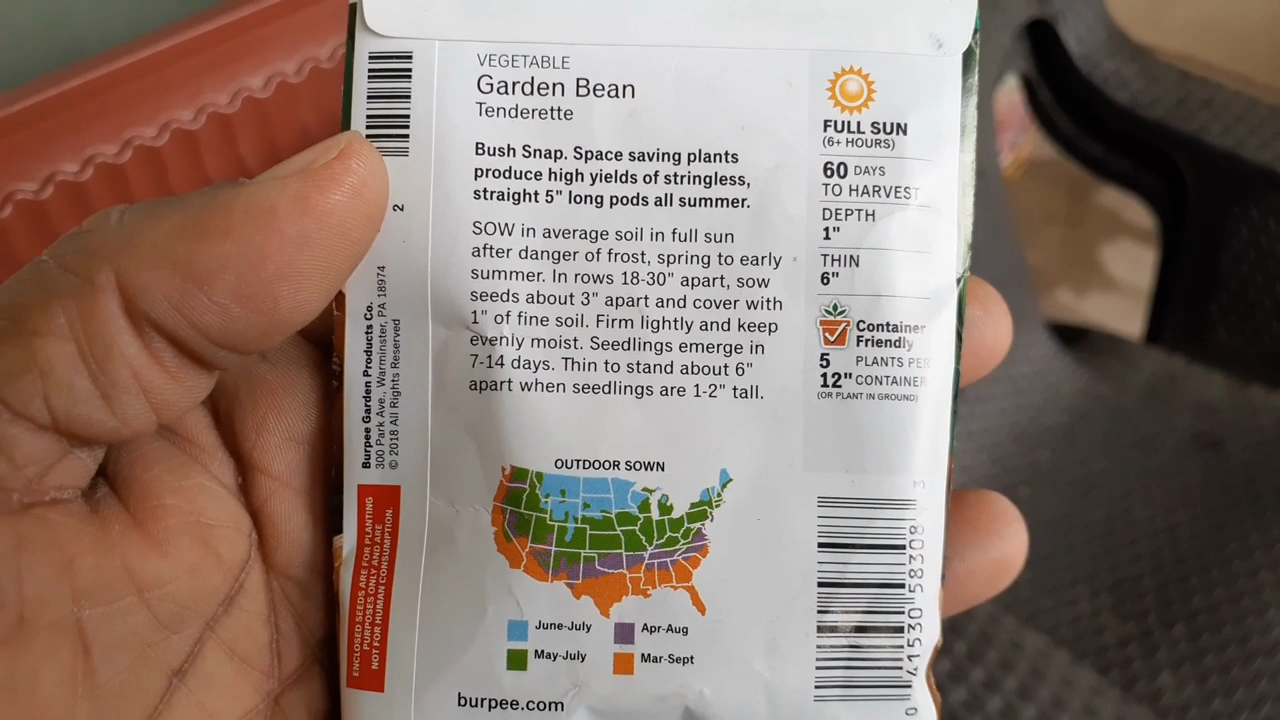 VEGETABLE
Garden Bean
Tenderette
Bush Snap. Space saving plants
produce high yields of stringless,
straight 5" long pods all summer.
SOW in average soil in full sun
after danger of frost, spring to early
summer. In rows 18-30" apart, sow
seeds about 3" apart and cover with
1" of fine soil. Firm lightly and keep
evenly moist. Seedlings emerge in
7-14 days. Thin to stand about 6"
apart when seedlings are 1-2" tall.
OUTDOOR SOWN
June-July
Apr-Aug
May-July
Mar-Sept
burpee.com
FULL SUN
(6+ HOURS)
60 DAYS
TO HARVEST
DEPTH
1"
THIN
6"
Container
Friendly
5 PLANTS PER
12" CONTAINER
(OR PLANT IN GROUND)
2
Burpee Garden Products Co.
300 Park Ave., Warminster, PA 18974
© 2018 All Rights Reserved
ENCLOSED SEEDS ARE FOR PLANTING
PURPOSES ONLY AND ARE
NOT FOR HUMAN CONSUMPTION.
0 41530 58308 3